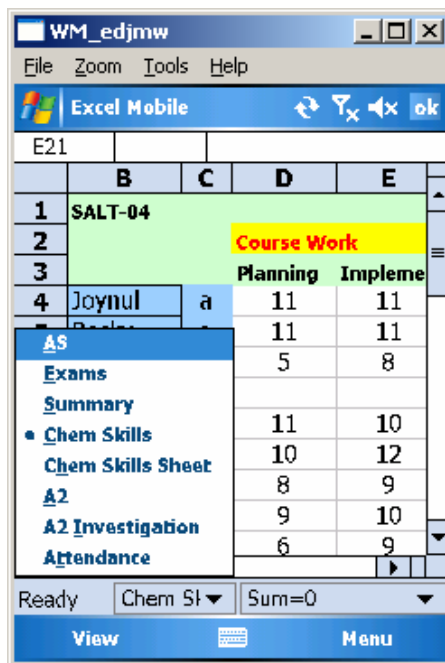 WM_edjmw
File Zoom Tools Help
Excel Mobile ok
E21
B C D E
1 SALT-04
2 Course Work
3 Planning Impleme
4 Joynul a 11 11
11 11
5 8
11 10
10 12
8 9
9 10
6 9
AS
Exams
Summary
• Chem Skills
Chem Skills Sheet
A2
A2 Investigation
Attendance
Ready Chem Sk Sum=0
View Menu